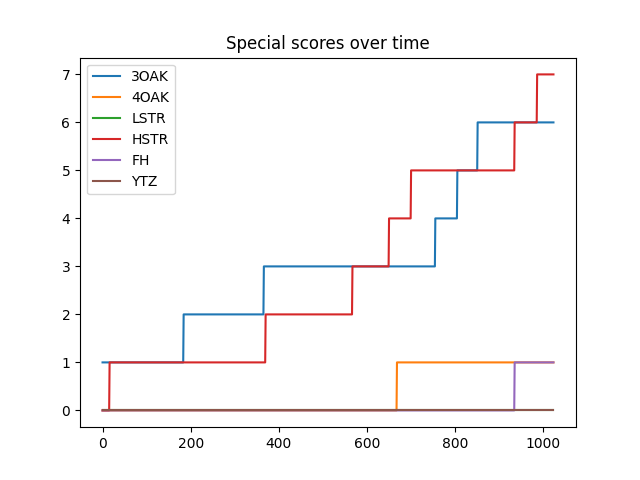 Special scores over time
7
6
5
4
3
2
1
0
3OAK
4OAK
LSTR
HSTR
FH
YTZ
0 200 400 600 800 1000